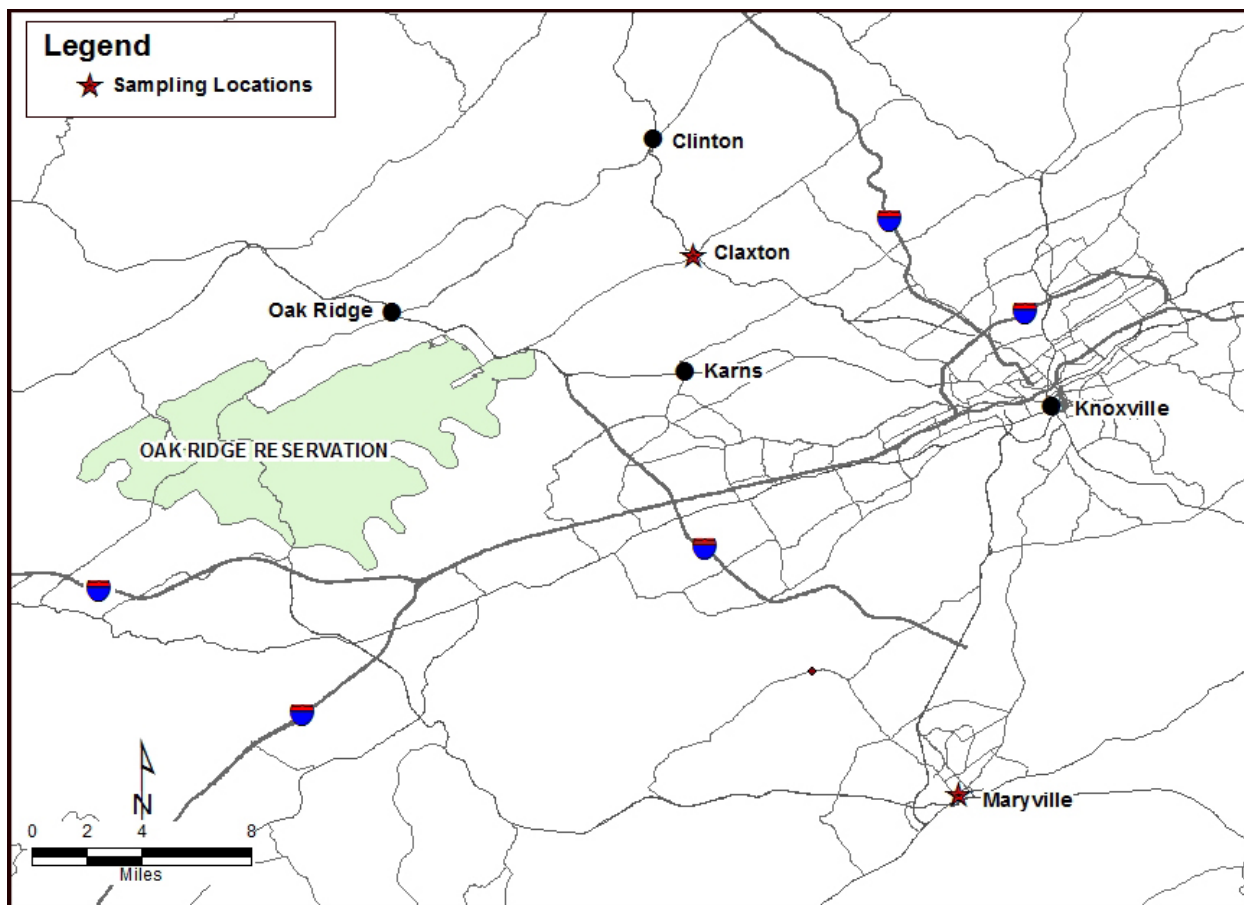 Legend
Sampling Locations
Clinton
Claxton
Oak Ridge
Karns
Knoxville
OAK RIDGE RESERVATION
Maryville
N
0 2 4 8
Miles